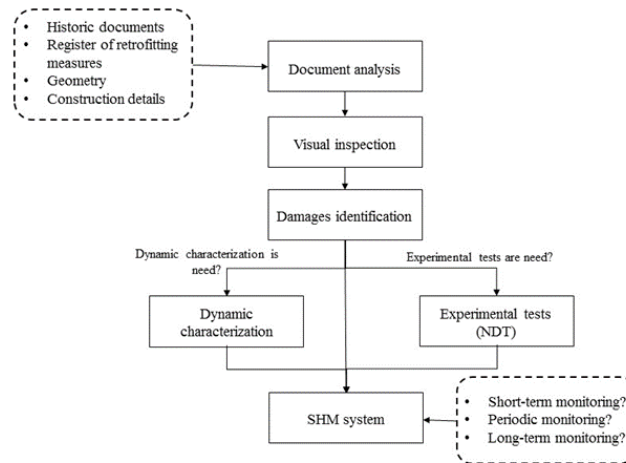 • Historic documents
• Register of retrofitting
measures
• Geometry
• Construction details
Document analysis
Visual inspection
Damages identification
Dynamic characterization is
need?
Experimental tests are need?
Dynamic
characterization
Experimental tests
(NDT)
SHM system
• Short-term monitoring?
• Periodic monitoring?
• Long-term monitoring?